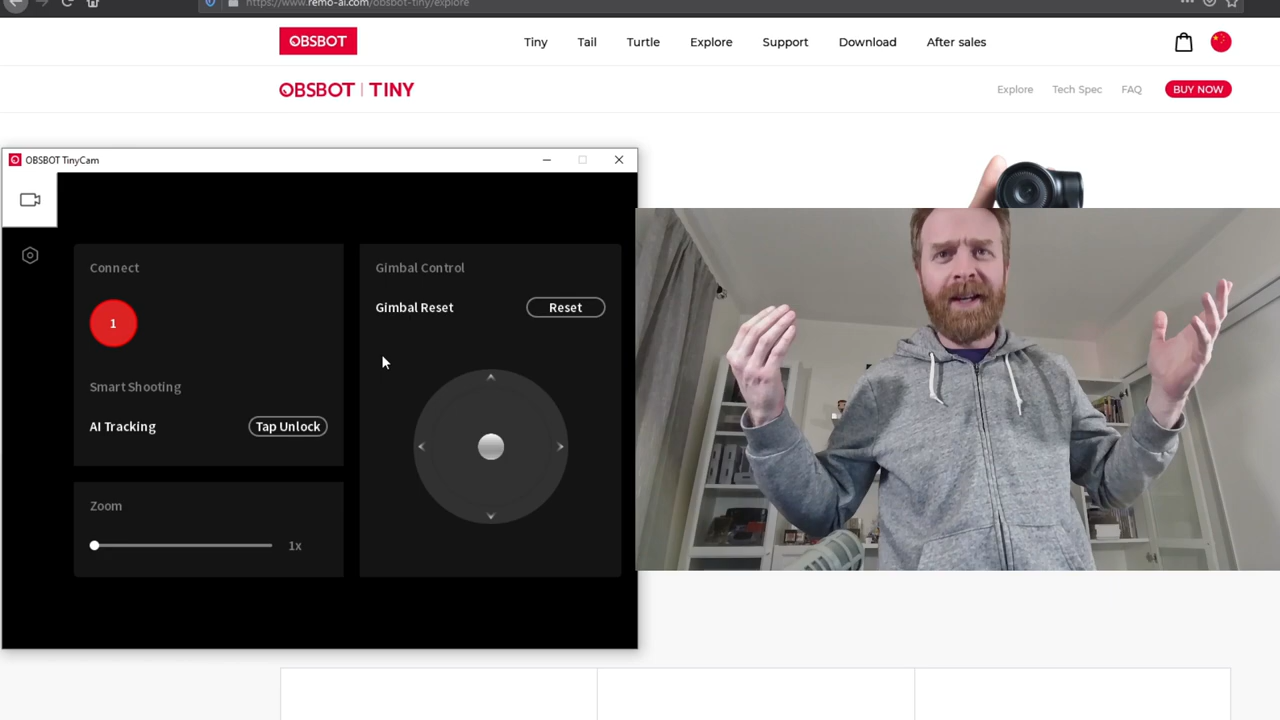 https://www.remo-ai.com/obsbot-tiny/explore
OBSBOT
Tiny
Tail
Turtle
Explore
Support
Download
After sales
OBSBOT | TINY
Explore
Tech Spec
FAQ
BUY NOW
OBSBOT TinyCam
Connect
1
Smart Shooting
AI Tracking
Tap Unlock
Zoom
1x
Gimbal Control
Gimbal Reset
Reset